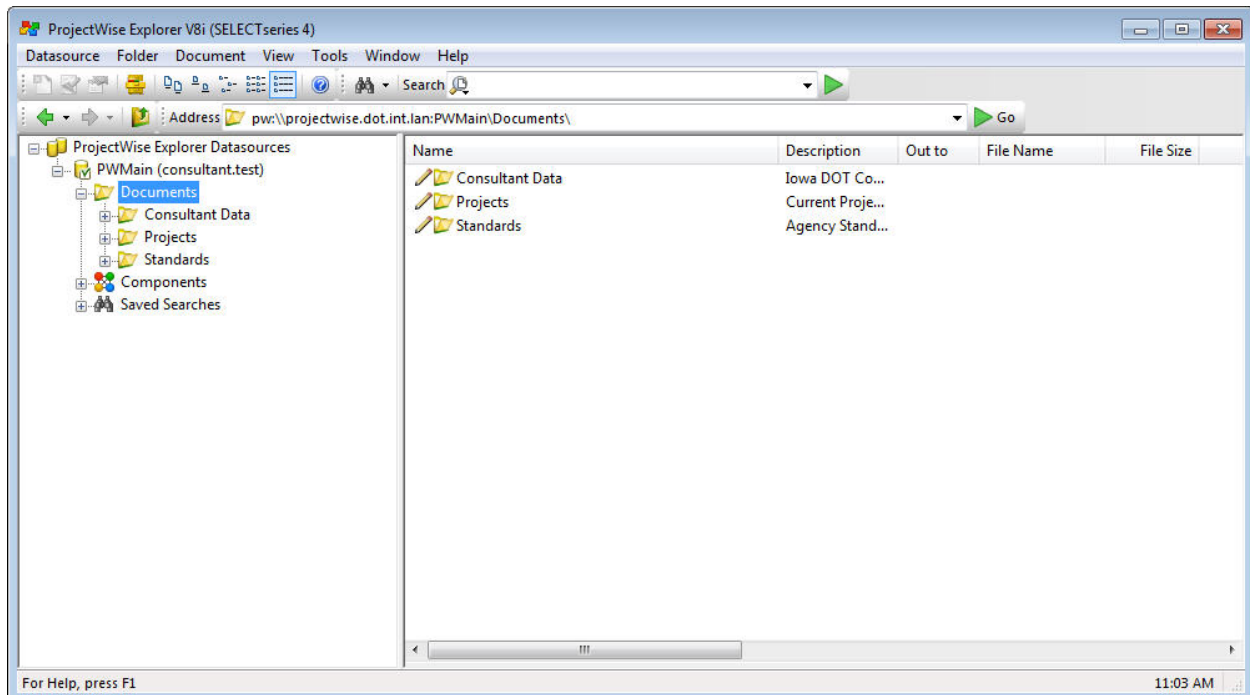 ProjectWise Explorer V8i (SELECTseries 4)
Datasource Folder Document View Tools Window Help
Search
Address pw:\\projectwise.dot.int.lan:PWMain\Documents\ Go
ProjectWise Explorer Datasources
PWMain (consultant.test)
Documents
Consultant Data
Projects
Standards
Components
Saved Searches
Name Description Out to File Name File Size
Consultant Data Iowa DOT Co...
Projects Current Proje...
Standards Agency Stand...
For Help, press F1 11:03 AM